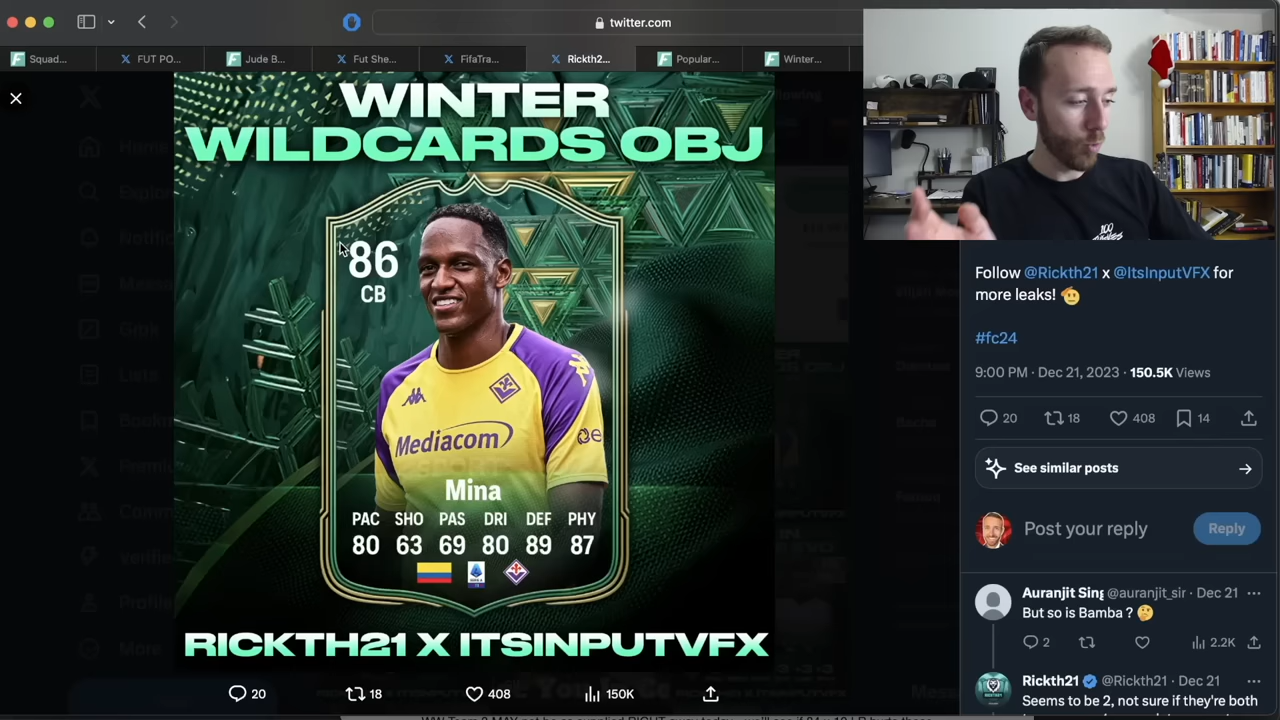 twitter.com
Squad...
FUT PO...
Jude B...
Fut She...
FifaTra...
Rickth2...
Popular...
Winter...
WINTER
WILDCARDS OBJ
86
CB
Mediacom
Mina
PAC SHO PAS DRI DEF PHY
80 63 69 80 89 87
RICKTH21 X ITSINPUTVFX
20
18
408
150K
Follow @Rickth21 x @ItsInputVFX for
more leaks!
#fc24
9:00 PM · Dec 21, 2023 · 150.5K Views
20
18
408
14
See similar posts
Post your reply
Reply
Auranjit Sing @auranjit_sir · Dec 21
But so is Bamba ?
2
2.2K
Rickth21 @Rickth21 · Dec 21
Seems to be 2, not sure if they're both